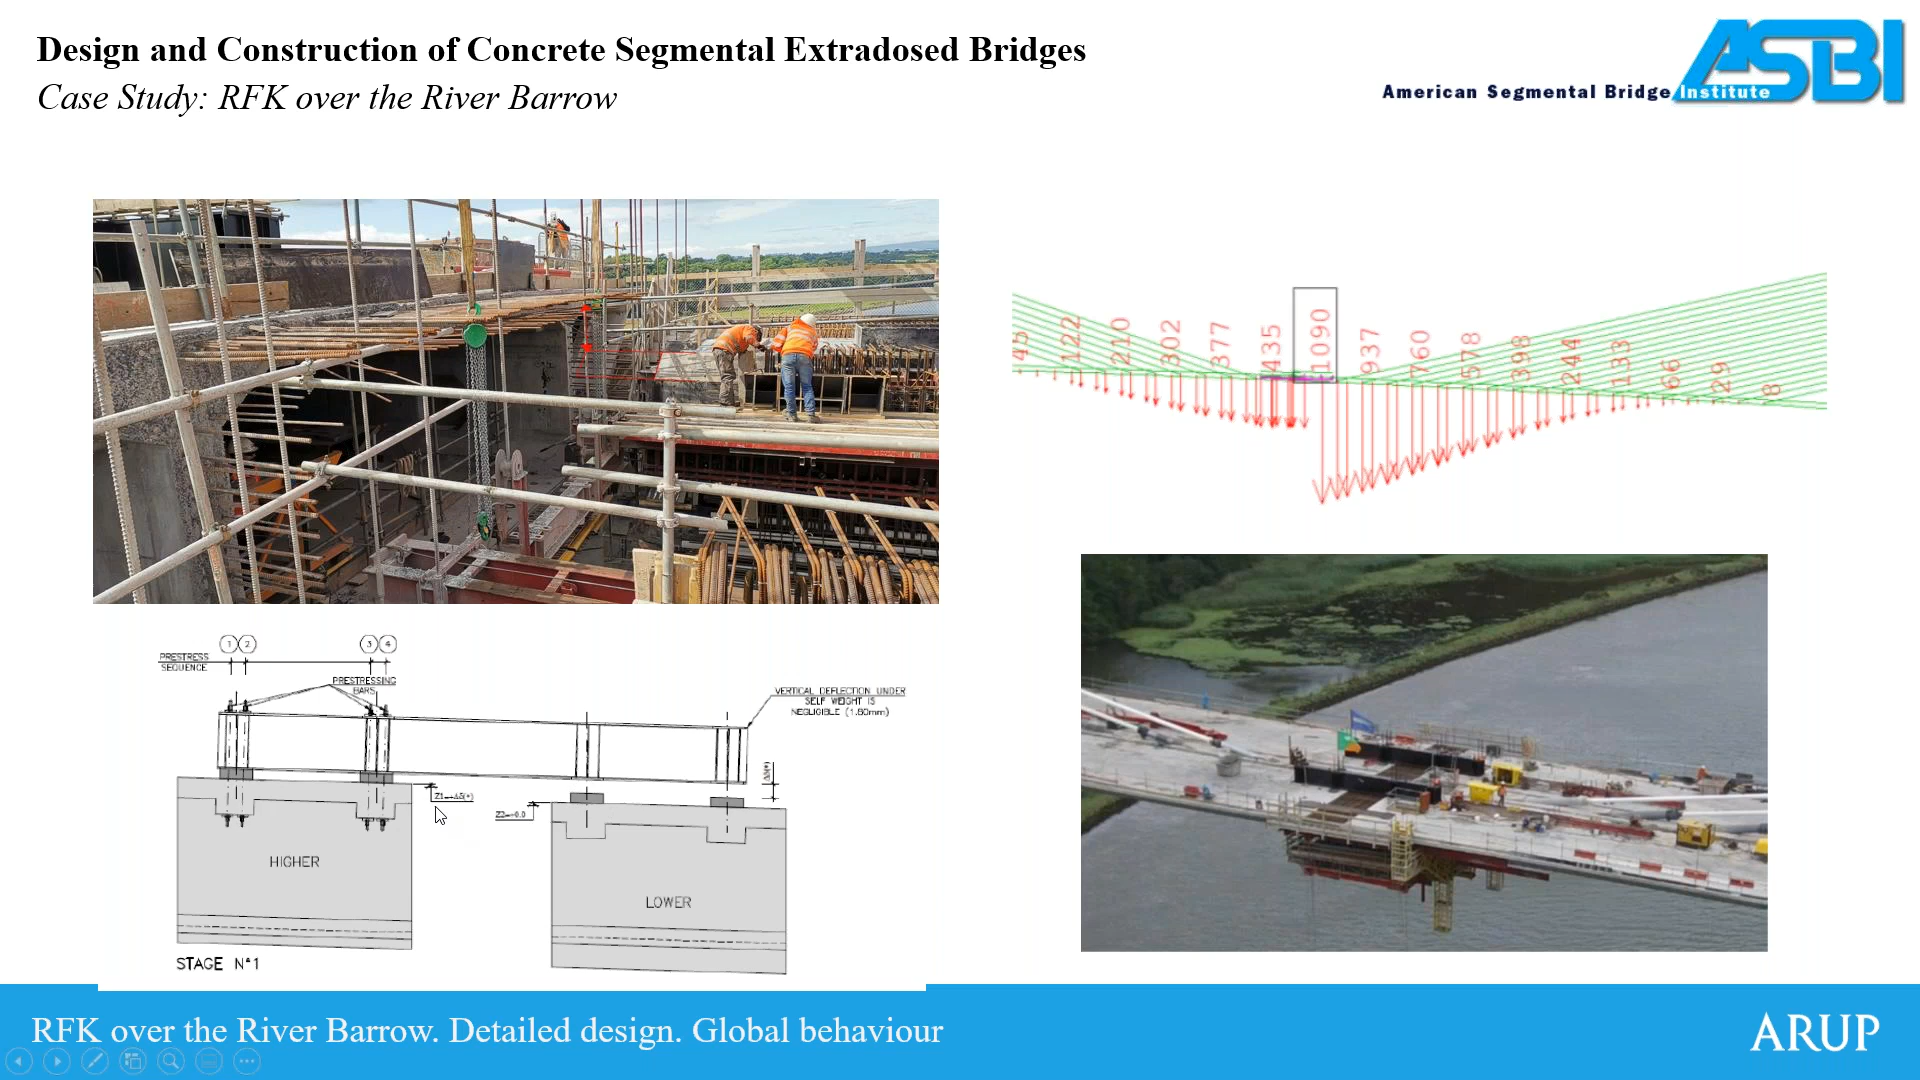 Design and Construction of Concrete Segmental Extradosed Bridges
Case Study: RFK over the River Barrow
American Segmental Bridge Institute
ASBI
45
122
210
302
377
435
1090
937
760
578
398
244
133
66
29
8
1 2 3 4
PRESTRESS
SEQUENCE
PRESTRESSING
BARS
VERTICAL DEFLECTION UNDER
SELF WEIGHT IS
NEGLIGIBLE (1.60mm)
Z2=+0.0
HIGHER
LOWER
STAGE N°1
RFK over the River Barrow. Detailed design. Global behaviour
ARUP